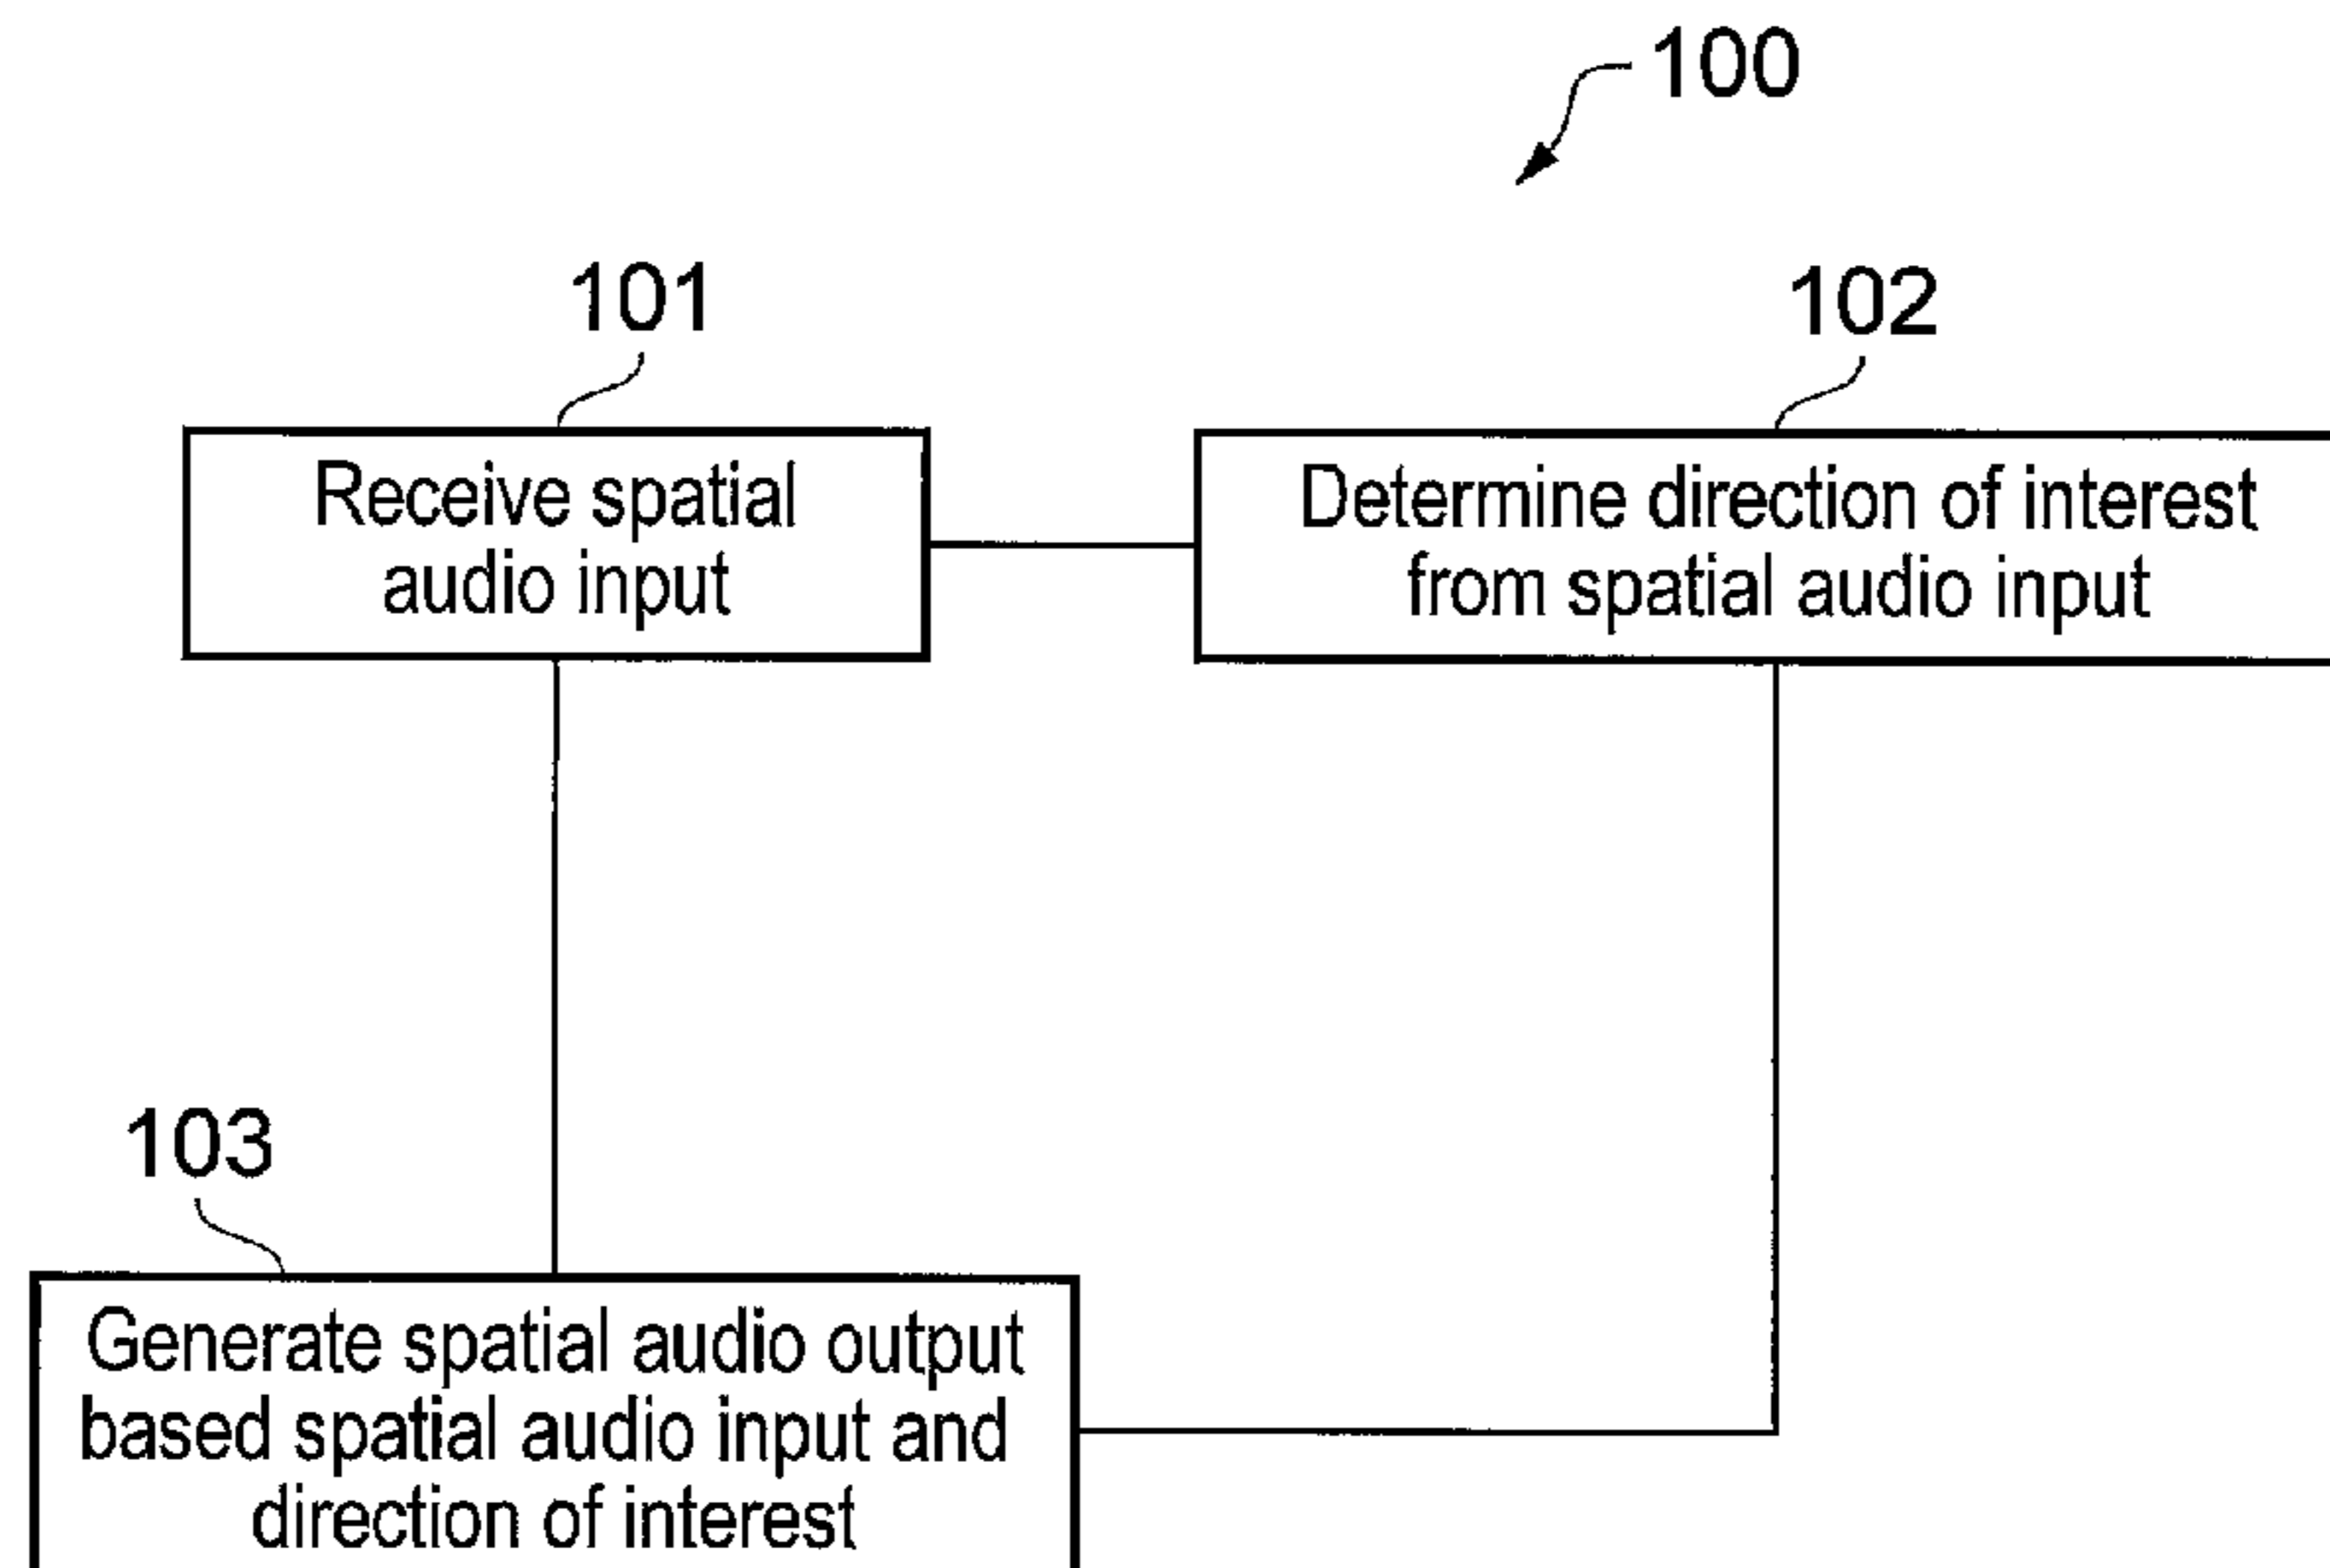 100
101
102
Receive spatial
audio input
Determine direction of interest
from spatial audio input
103
Generate spatial audio output
based spatial audio input and
direction of interest